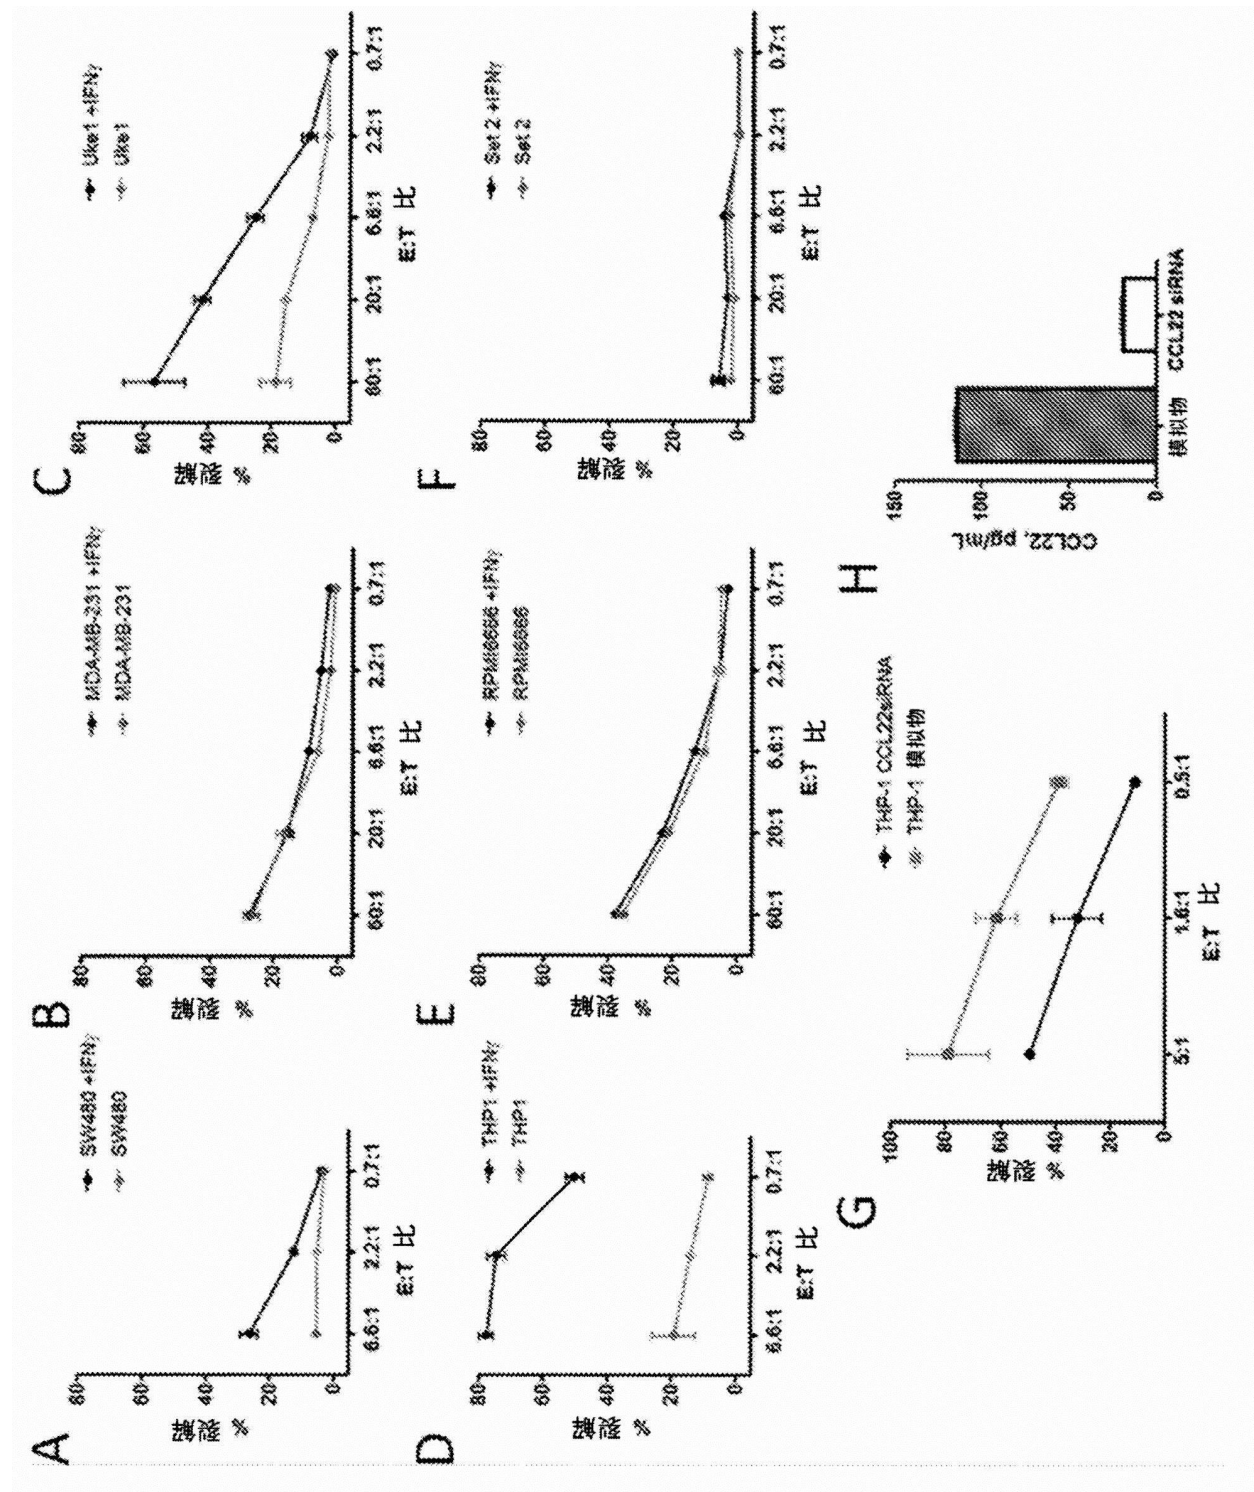 A
SW480 +IFNγ
SW480
% 裂解
80
60
40
20
0
6.6:1
2.2:1
0.7:1
E:T 比
B
MDA-MB-231 +IFNγ
MDA-MB-231
% 裂解
80
60
40
20
0
60:1
20:1
6.6:1
2.2:1
0.7:1
E:T 比
C
Uke1 +IFNγ
Uke1
% 裂解
80
60
40
20
0
60:1
20:1
6.6:1
2.2:1
0.7:1
E:T 比
D
THP1 +IFNγ
THP1
% 裂解
80
60
40
20
0
6.6:1
2.2:1
0.7:1
E:T 比
E
RPMI6666 +IFNγ
RPMI6666
% 裂解
80
60
40
20
0
60:1
20:1
6.6:1
2.2:1
0.7:1
E:T 比
F
Set 2 +IFNγ
Set 2
% 裂解
80
60
40
20
0
60:1
20:1
6.6:1
2.2:1
0.7:1
E:T 比
G
THP-1 CCL22siRNA
THP-1 模拟物
% 裂解
100
80
60
40
20
0
5:1
1.6:1
0.5:1
E:T 比
H
CCL22, pg/mL
150
100
50
0
模拟物
CCL22 siRNA